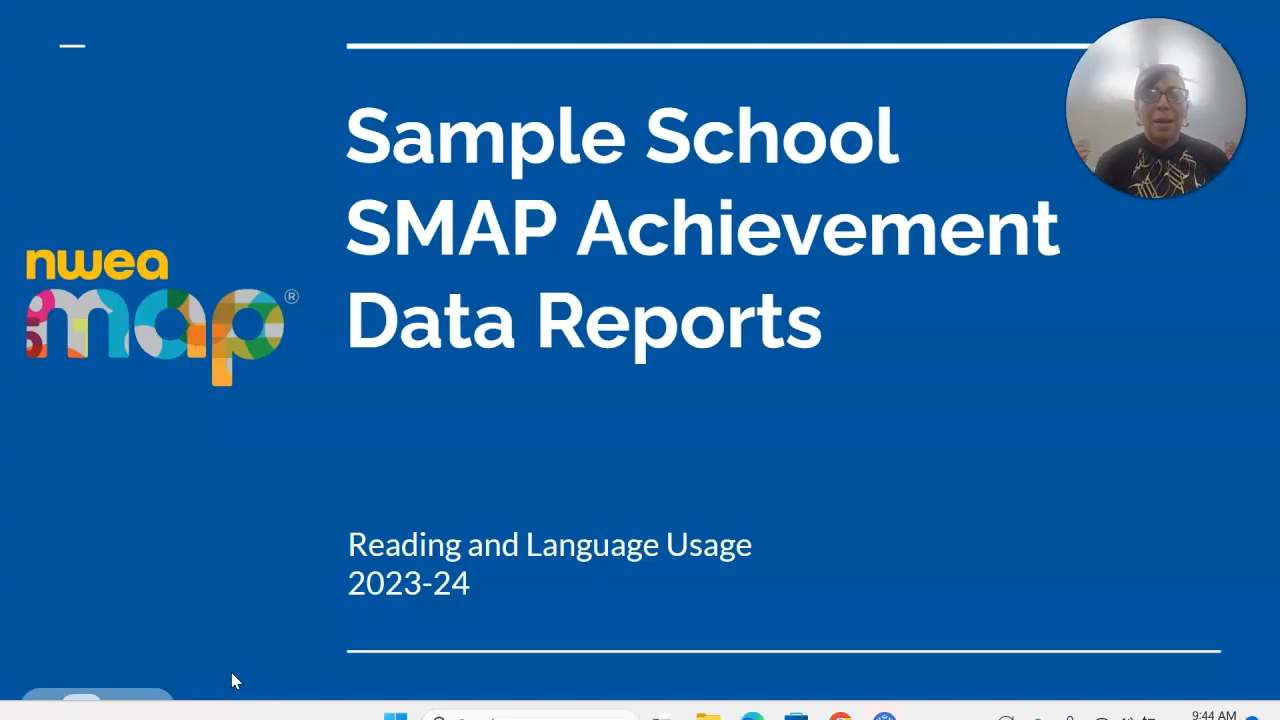 Sample School
SMAP Achievement
Data Reports
nwea
map®
Reading and Language Usage
2023-24
9:44 AM